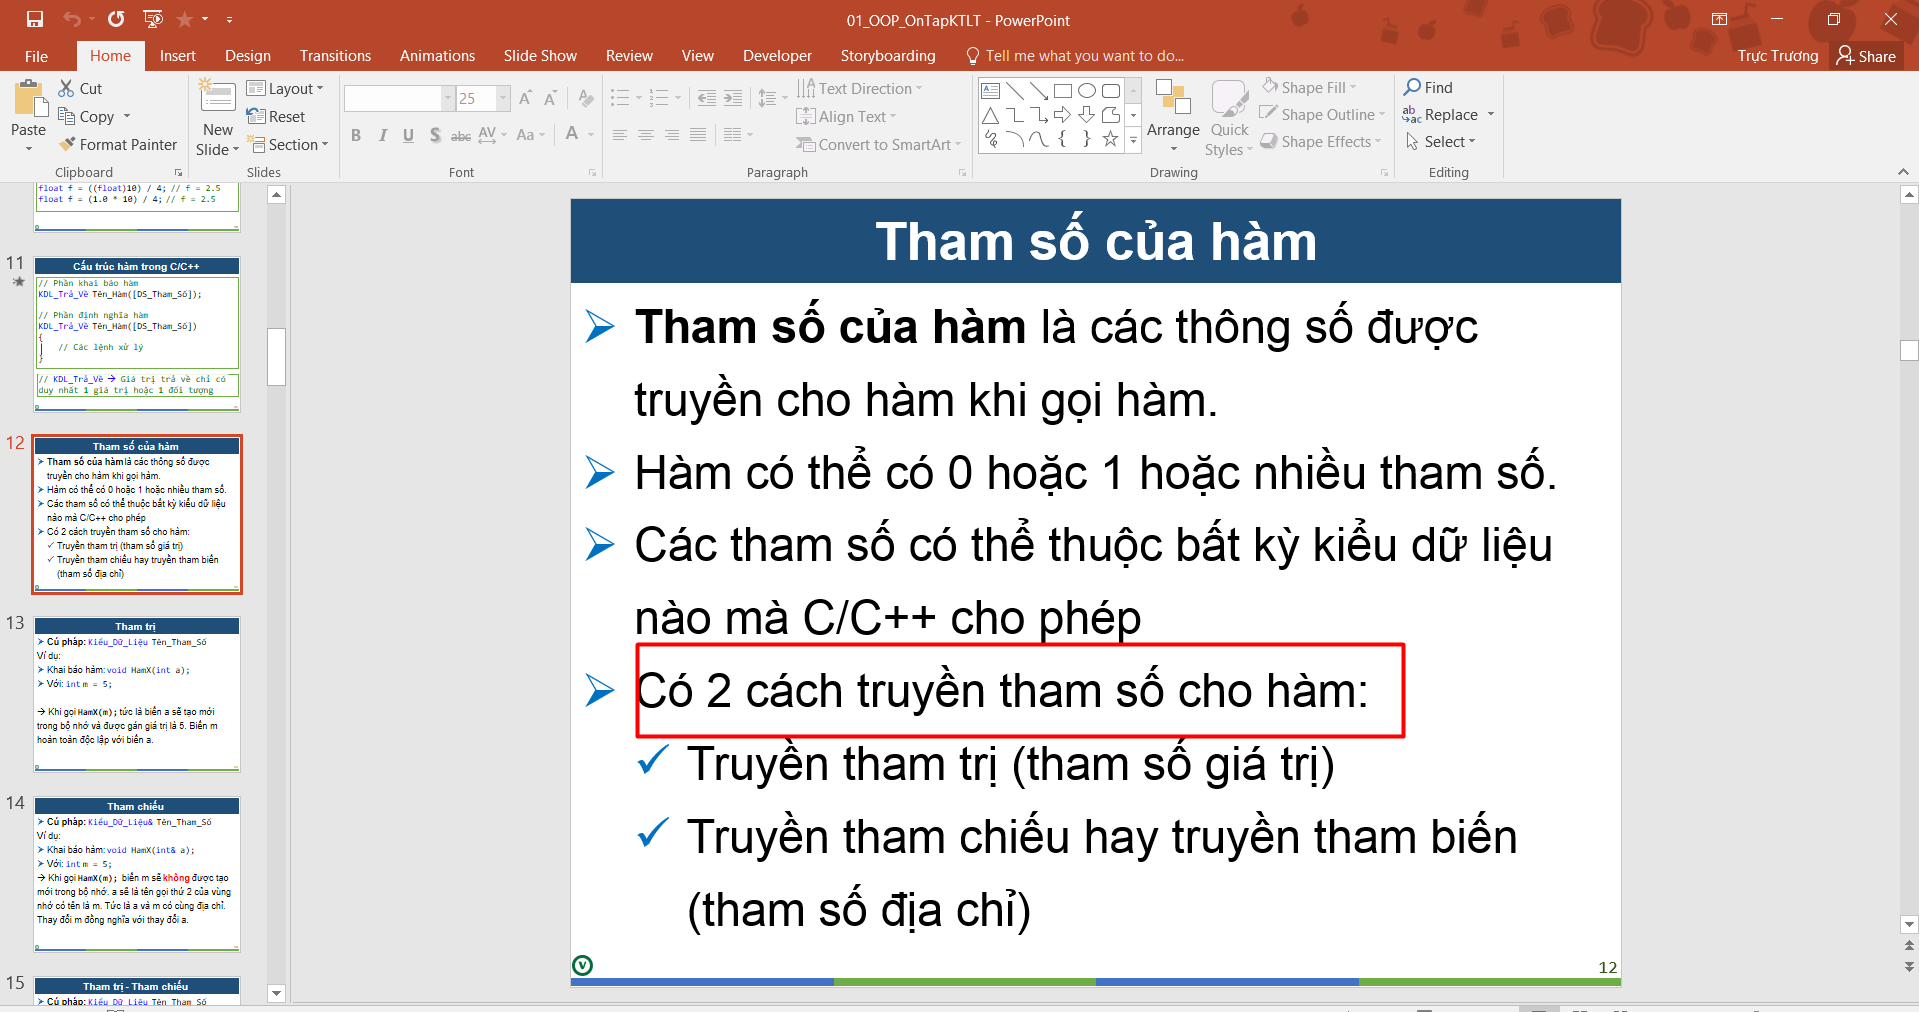 01_OOP_OnTapKTLT - PowerPoint
File Home Insert Design Transitions Animations Slide Show Review View Developer Storyboarding Tell me what you want to do...
Trực Trương Share
Paste
Cut
Copy
Format Painter
Clipboard
New Slide
Layout
Reset
Section
Slides
25
B I U S abc AV Aa A
Font
Text Direction
Align Text
Convert to SmartArt
Paragraph
Arrange
Quick Styles
Shape Fill
Shape Outline
Shape Effects
Drawing
Find
Replace
Select
Editing
float f = ((float)10) / 4; // f = 2.5
float f = (1.0 * 10) / 4; // f = 2.5
11
Cấu trúc hàm trong C/C++
// Phần khai báo hàm
KDL_Trả_Về Tên_Hàm([DS_Tham_Số]);
// Phần định nghĩa hàm
KDL_Trả_Về Tên_Hàm([DS_Tham_Số])
{
// Các lệnh xử lý
}
// KDL_Trả_Về → Giá trị trả về chỉ có
duy nhất 1 giá trị hoặc 1 đối tượng
12
Tham số của hàm
Tham số của hàm là các thông số được
truyền cho hàm khi gọi hàm.
Hàm có thể có 0 hoặc 1 hoặc nhiều tham số.
Các tham số có thể thuộc bất kỳ kiểu dữ liệu
nào mà C/C++ cho phép
Có 2 cách truyền tham số cho hàm:
Truyền tham trị (tham số giá trị)
Truyền tham chiếu hay truyền tham biến
(tham số địa chỉ)
13
Tham trị
Cú pháp: Kiểu_Dữ_Liệu Tên_Tham_Số
Ví dụ:
Khai báo hàm: void HamX(int a);
Với: int m = 5;
→ Khi gọi HamX(m); tức là biến a sẽ tạo mới
trong bộ nhớ và được gán giá trị là 5. Biến m
hoàn toàn độc lập với biến a.
14
Tham chiếu
Cú pháp: Kiểu_Dữ_Liệu& Tên_Tham_Số
Ví dụ:
Khai báo hàm: void HamX(int& a);
Với: int m = 5;
→ Khi gọi HamX(m); biến m sẽ không được tạo
mới trong bộ nhớ. a sẽ là tên gọi thứ 2 của vùng
nhớ có tên là m. Tức là a và m có cùng địa chỉ.
Thay đổi m đồng nghĩa với thay đổi a.
15
Tham trị - Tham chiếu
Cú pháp: Kiểu_Dữ_Liệu Tên_Tham_Số
Tham số của hàm
Tham số của hàm là các thông số được
truyền cho hàm khi gọi hàm.
Hàm có thể có 0 hoặc 1 hoặc nhiều tham số.
Các tham số có thể thuộc bất kỳ kiểu dữ liệu
nào mà C/C++ cho phép
Có 2 cách truyền tham số cho hàm:
Truyền tham trị (tham số giá trị)
Truyền tham chiếu hay truyền tham biến
(tham số địa chỉ)
V
12